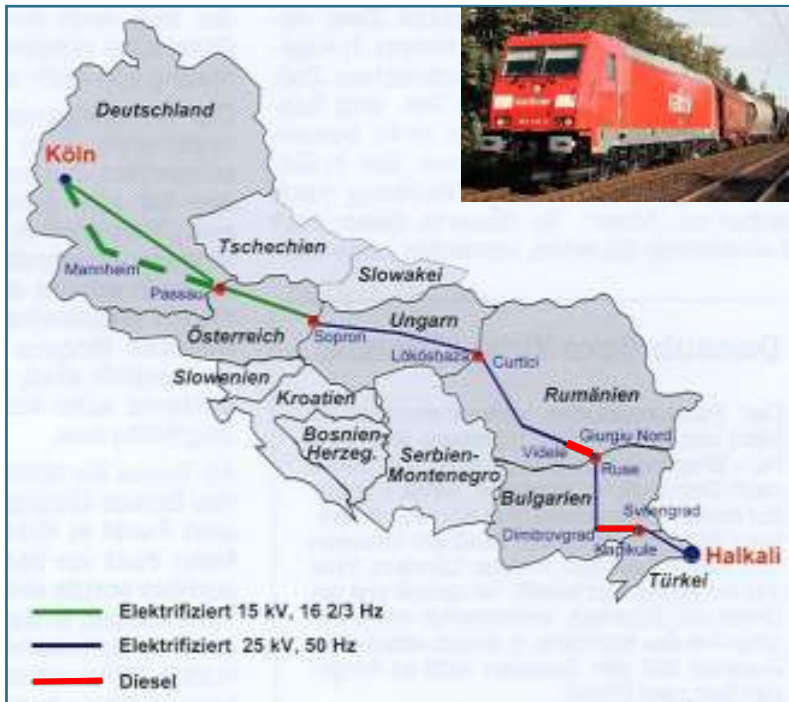 Deutschland
Köln
Tschechien
Mannheim
Slowakei
Passau
Ungarn
Österreich
Sopron
Lököshaza
Curtici
Slowenien
Rumänien
Kroatien
Giurgiu Nord
Bosnien-
Herzeg.
Videle
Serbien-
Montenegro
Ruse
Bulgarien
Svilengrad
Dimitrovgrad
Kapikule
Halkali
Türkei
Elektrifiziert 15 kV, 16 2/3 Hz
Elektrifiziert 25 kV, 50 Hz
Diesel